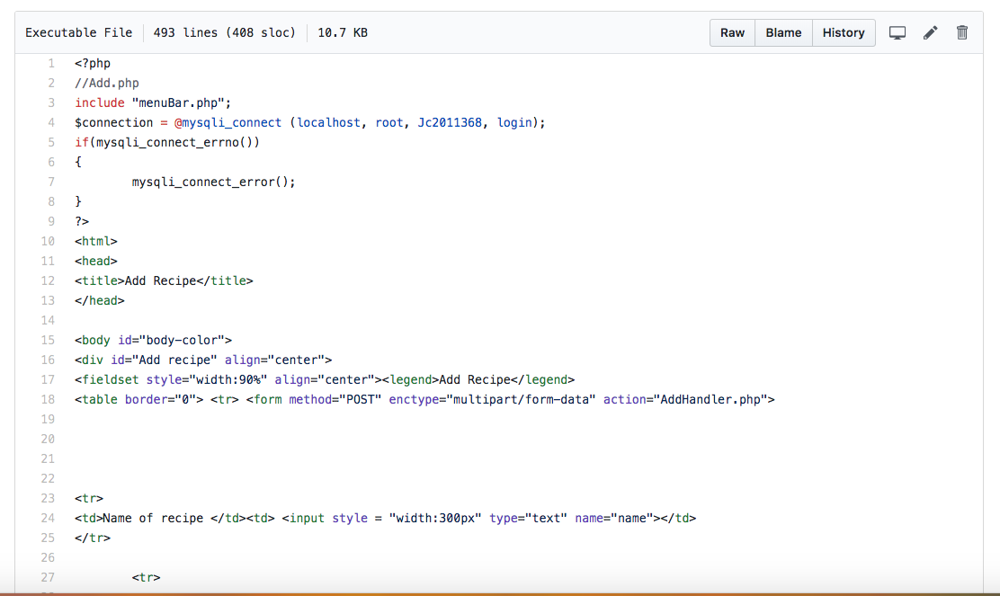 Executable File 493 lines (408 sloc) 10.7 KB Raw Blame History
1 <?php
2 //Add.php
3 include "menuBar.php";
4 $connection = @mysqli_connect (localhost, root, Jc2011368, login);
5 if(mysqli_connect_errno())
6 {
7 mysqli_connect_error();
8 }
9 ?>
10 <html>
11 <head>
12 <title>Add Recipe</title>
13 </head>
14
15 <body id="body-color">
16 <div id="Add recipe" align="center">
17 <fieldset style="width:90%" align="center"><legend>Add Recipe</legend>
18 <table border="0"> <tr> <form method="POST" enctype="multipart/form-data" action="AddHandler.php">
19
20
21
22
23 <tr>
24 <td>Name of recipe </td><td> <input style = "width:300px" type="text" name="name"></td>
25 </tr>
26
27 <tr>